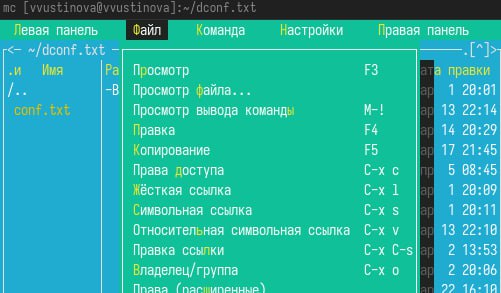 mc [vvustinova@vvustinova]:~/dconf.txt
Левая панель Файл Команда Настройки Правая панель
<— ~/dconf.txt .[^]>
.и Имя Ра ата правки
Просмотр F3
/.. —В Просмотр файла... ар 1 20:01
conf.txt Просмотр вывода команды M-! ар 13 22:14
Правка F4 ар 14 20:29
Копирование F5 ар 17 21:45
Права доступа C-x c р 5 08:45
Жёсткая ссылка C-x l ар 1 20:09
Символьная ссылка C-x s ар 1 20:11
Относительная символьная ссылка C-x v ар 13 22:10
Правка ссылки C-x C-s ар 2 13:53
Владелец/группа C-x o ар 2 20:06
Права (расширенные) ар 22 16:10